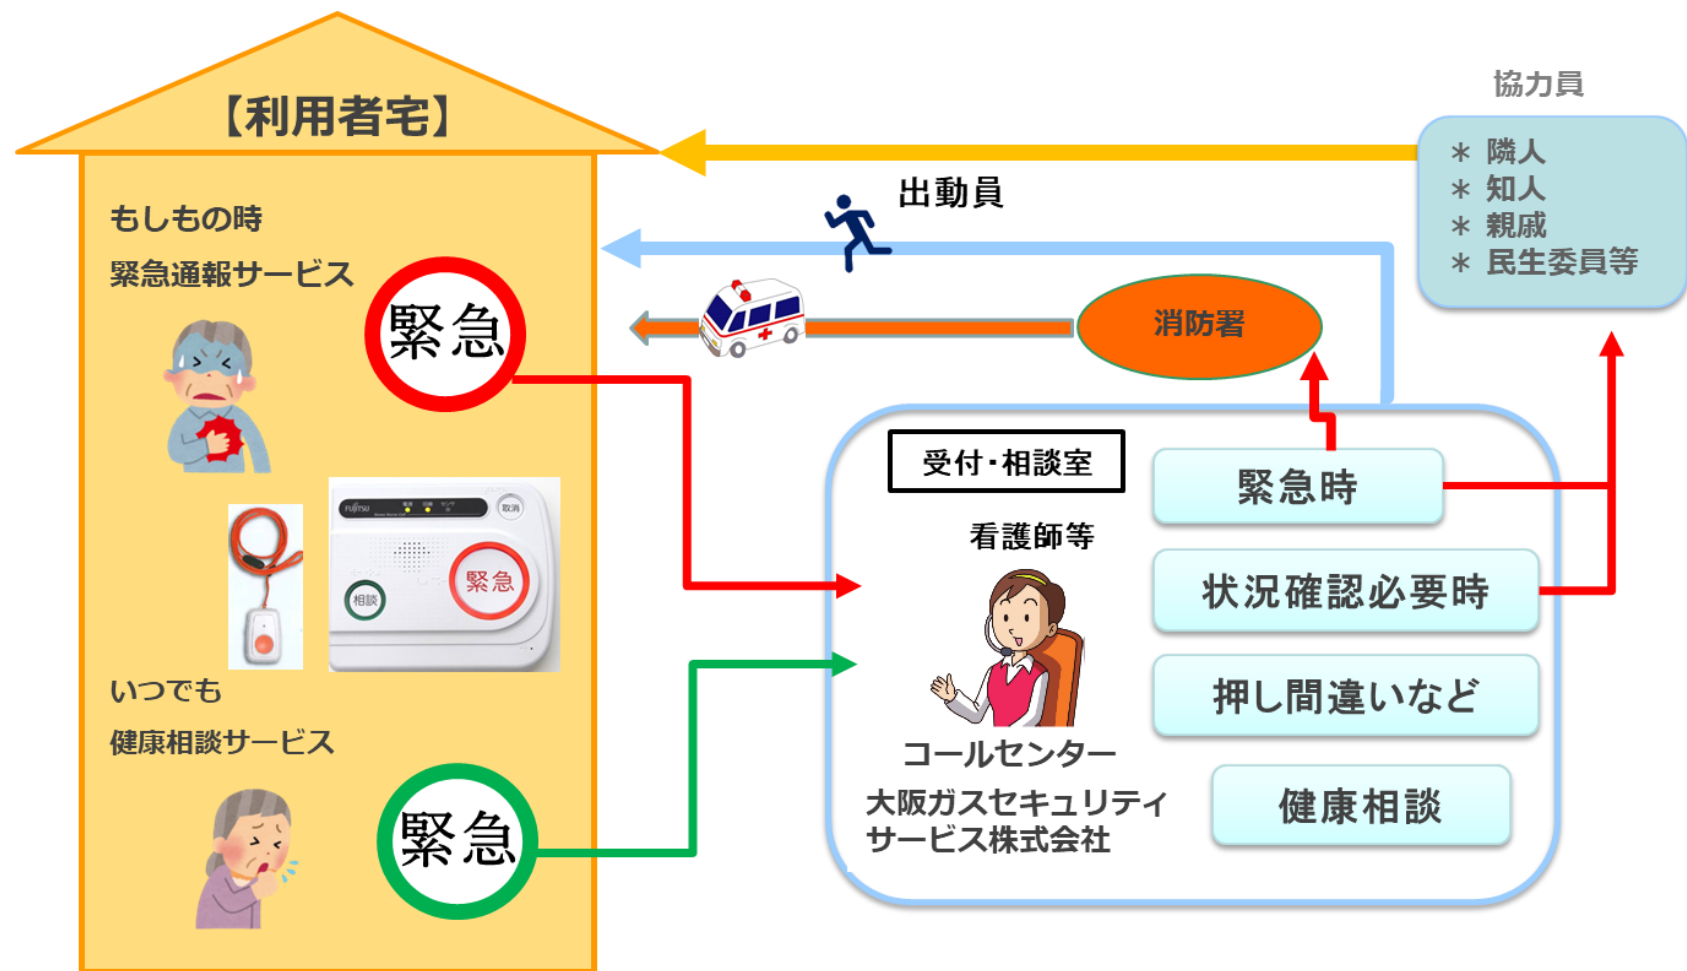 【利用者宅】
もしもの時
緊急通報サービス
緊急
FUJITSU
取消
緊急
相談
いつでも
健康相談サービス
緊急
協力員
＊ 隣人
＊ 知人
＊ 親戚
＊ 民生委員等
出動員
消防署
受付・相談室
看護師等
コールセンター
大阪ガスセキュリティ
サービス株式会社
緊急時
状況確認必要時
押し間違いなど
健康相談